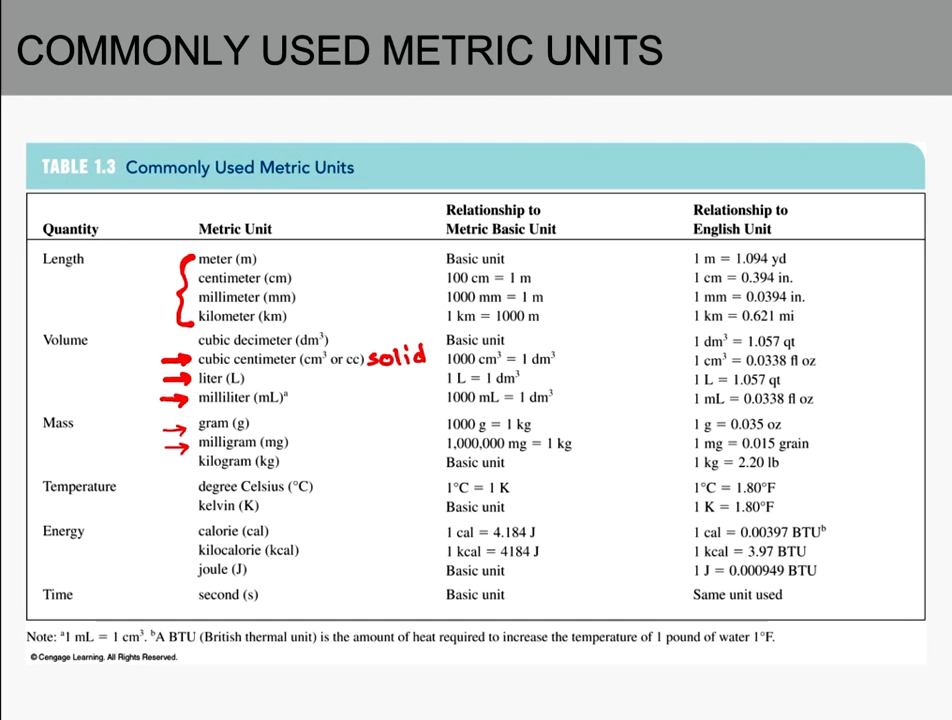 COMMONLY USED METRIC UNITS
TABLE 1.3 Commonly Used Metric Units
Relationship to Relationship to
Quantity Metric Unit Metric Basic Unit English Unit
Length meter (m) Basic unit 1 m = 1.094 yd
centimeter (cm) 100 cm = 1 m 1 cm = 0.394 in.
millimeter (mm) 1000 mm = 1 m 1 mm = 0.0394 in.
kilometer (km) 1 km = 1000 m 1 km = 0.621 mi
Volume cubic decimeter (dm³) Basic unit 1 dm³ = 1.057 qt
cubic centimeter (cm³ or cc) solid 1000 cm³ = 1 dm³ 1 cm³ = 0.0338 fl oz
liter (L) 1 L = 1 dm³ 1 L = 1.057 qt
milliliter (mL)ᵃ 1000 mL = 1 dm³ 1 mL = 0.0338 fl oz
Mass gram (g) 1000 g = 1 kg 1 g = 0.035 oz
milligram (mg) 1,000,000 mg = 1 kg 1 mg = 0.015 grain
kilogram (kg) Basic unit 1 kg = 2.20 lb
Temperature degree Celsius (°C) 1°C = 1 K 1°C = 1.80°F
kelvin (K) Basic unit 1 K = 1.80°F
Energy calorie (cal) 1 cal = 4.184 J 1 cal = 0.00397 BTUᵇ
kilocalorie (kcal) 1 kcal = 4184 J 1 kcal = 3.97 BTU
joule (J) Basic unit 1 J = 0.000949 BTU
Time second (s) Basic unit Same unit used
Note: ᵃ1 mL = 1 cm³. ᵇA BTU (British thermal unit) is the amount of heat required to increase the temperature of 1 pound of water 1°F.
© Cengage Learning. All Rights Reserved.